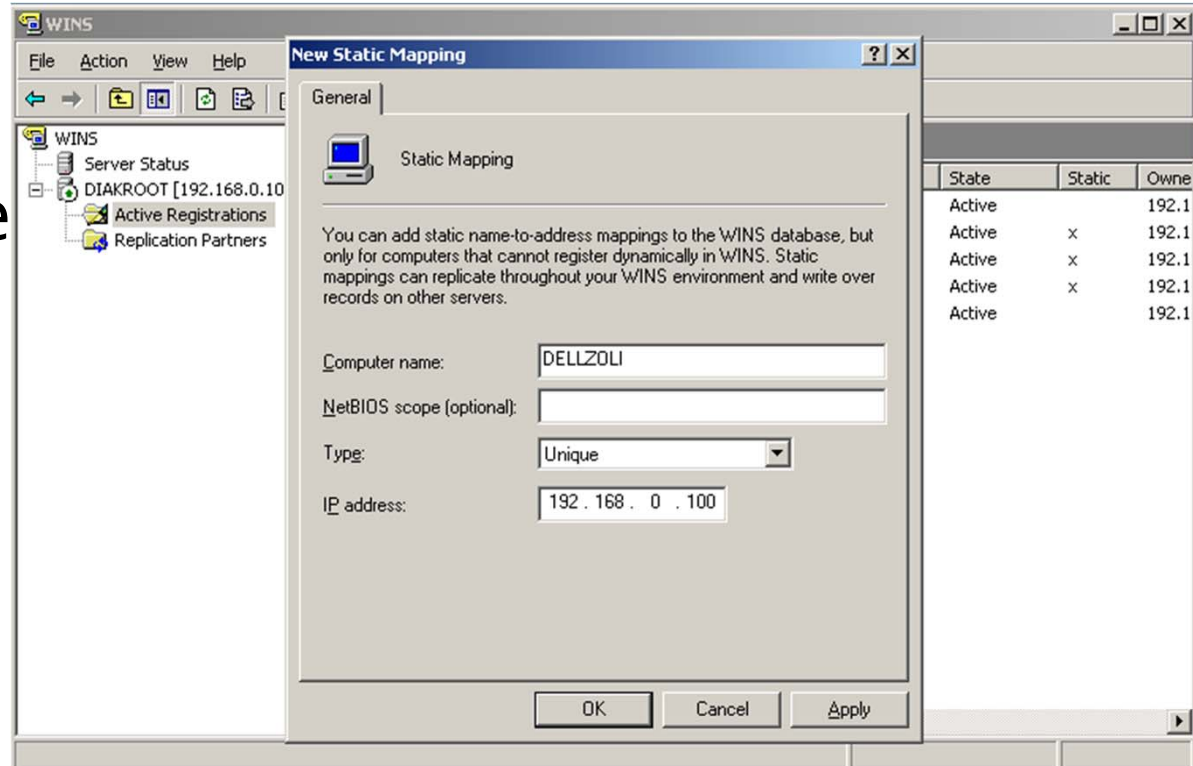 WINS
File Action View Help
WINS
Server Status
DIAKROOT [192.168.0.10
Active Registrations
Replication Partners
e
New Static Mapping
General
Static Mapping
You can add static name-to-address mappings to the WINS database, but
only for computers that cannot register dynamically in WINS. Static
mappings can replicate throughout your WINS environment and write over
records on other servers.
Computer name: DELLZOLI
NetBIOS scope (optional):
Type: Unique
IP address: 192 . 168 . 0 . 100
OK Cancel Apply
State Static Owne
Active 192.1
Active x 192.1
Active x 192.1
Active x 192.1
Active 192.1